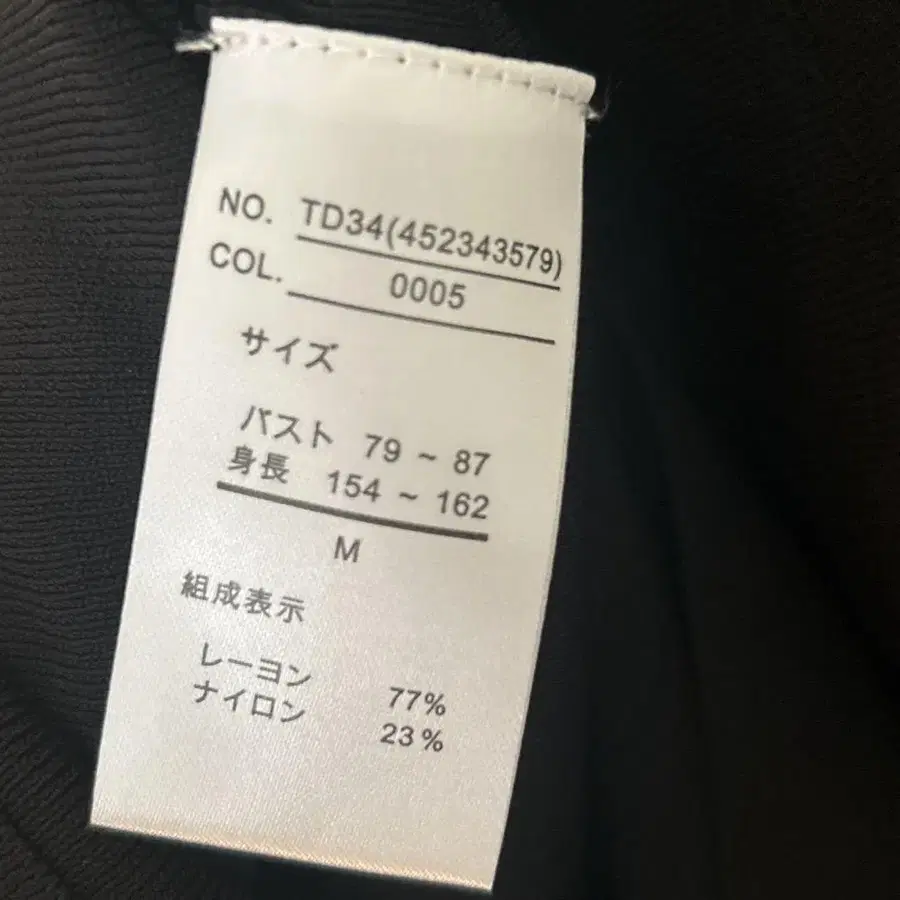 NO. TD34(452343579)
COL. 0005
サイズ
バスト 79 ~ 87
身長 154 ~ 162
M
組成表示
レーヨン 77%
ナイロン 23%